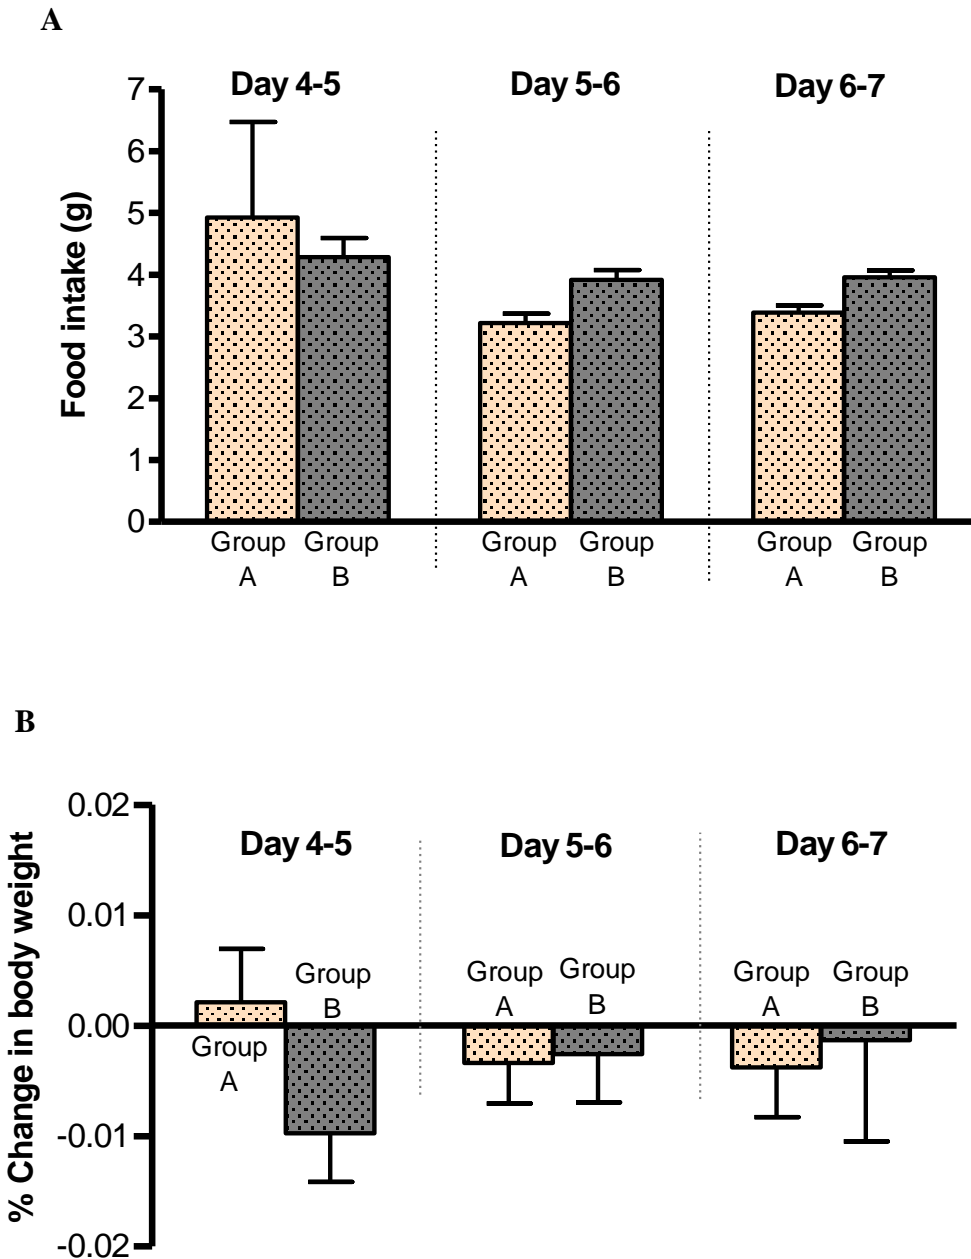 A
Day 4-5
Day 5-6
Day 6-7
7
6
5
4
3
2
1
0
Food intake (g)
Group
A
Group
B
Group
A
Group
B
Group
A
Group
B
B
0.02
0.01
0.00
-0.01
-0.02
% Change in body weight
Day 4-5
Day 5-6
Day 6-7
Group
A
Group
B
Group
A
Group
B
Group
A
Group
B